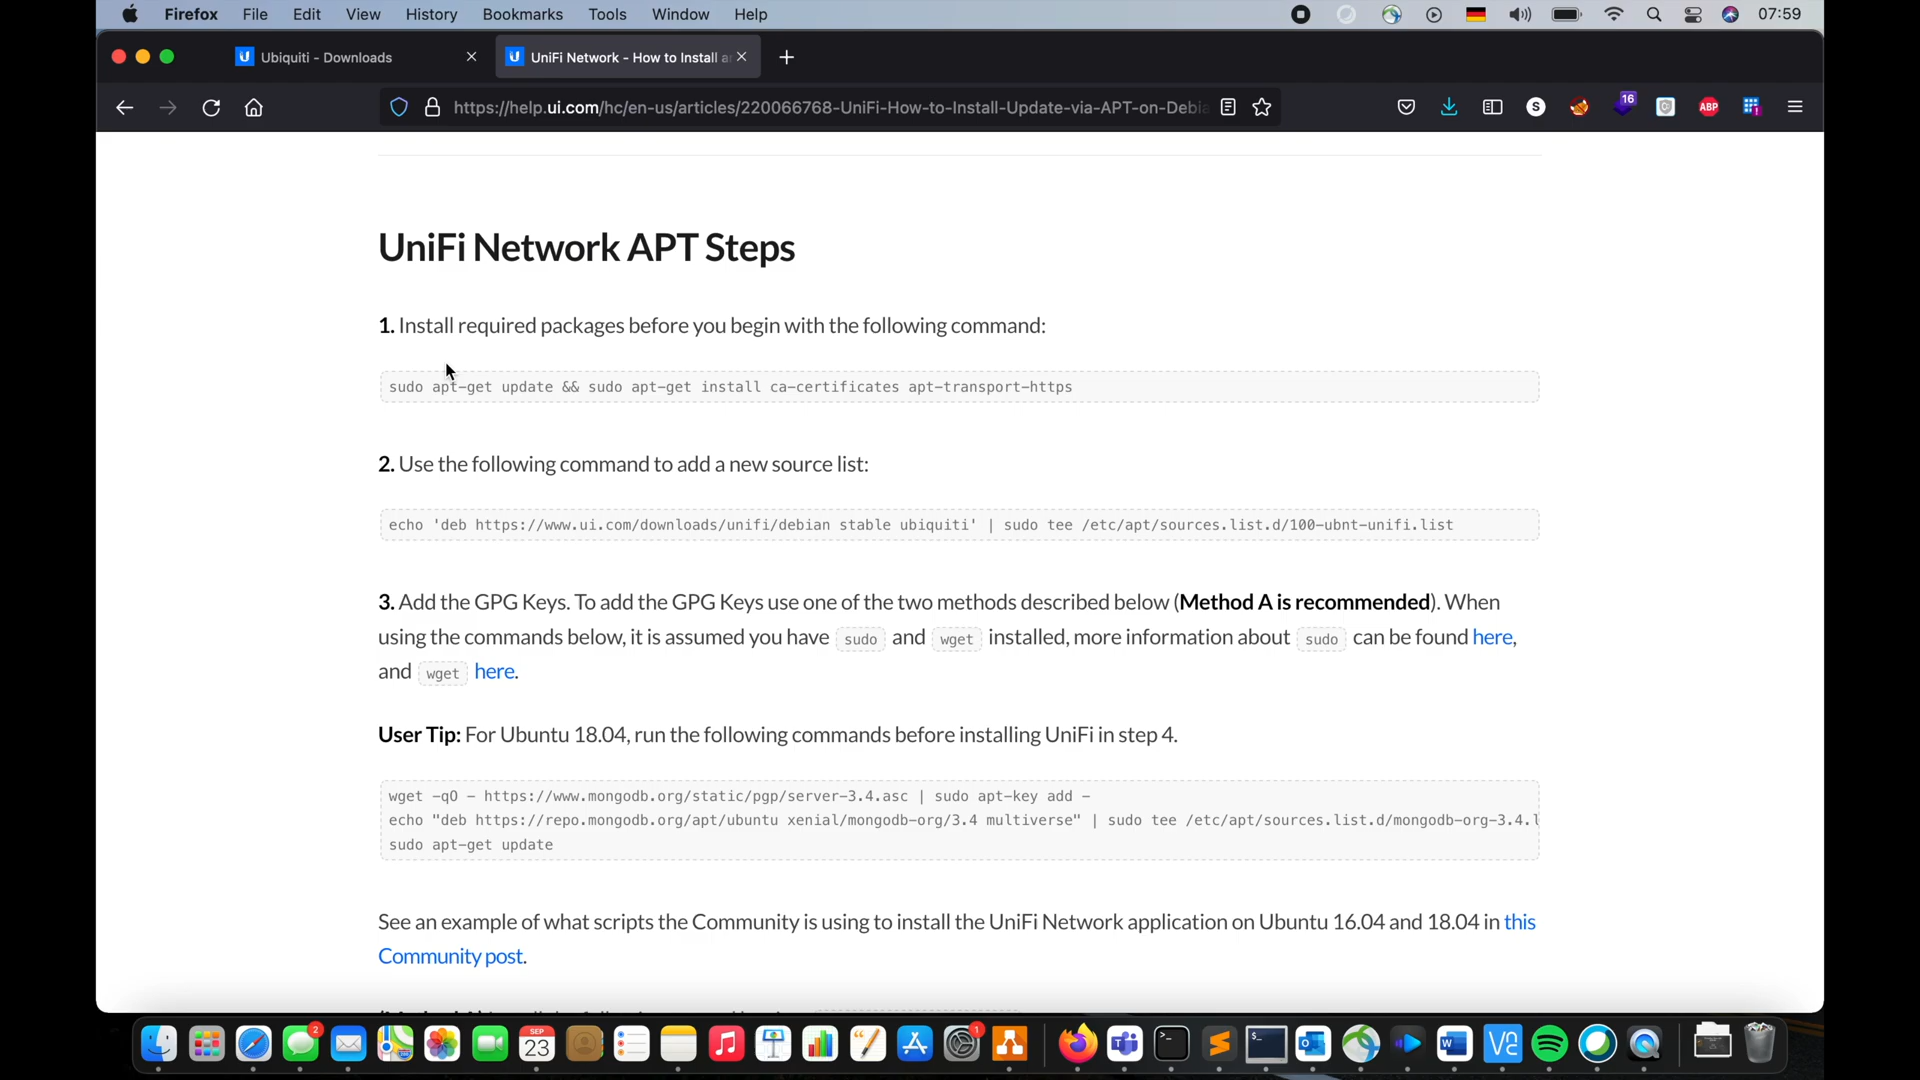 Firefox File Edit View History Bookmarks Tools Window Help 07:59
Ubiquiti - Downloads UniFi Network - How to Install a
https://help.ui.com/hc/en-us/articles/220066768-UniFi-How-to-Install-Update-via-APT-on-Debi S 16 ABP 1
UniFi Network APT Steps
1. Install required packages before you begin with the following command:
sudo apt-get update && sudo apt-get install ca-certificates apt-transport-https
2. Use the following command to add a new source list:
echo 'deb https://www.ui.com/downloads/unifi/debian stable ubiquiti' | sudo tee /etc/apt/sources.list.d/100-ubnt-unifi.list
3. Add the GPG Keys. To add the GPG Keys use one of the two methods described below (Method A is recommended). When
using the commands below, it is assumed you have sudo and wget installed, more information about sudo can be found here,
and wget here.
User Tip: For Ubuntu 18.04, run the following commands before installing UniFi in step 4.
wget -qO - https://www.mongodb.org/static/pgp/server-3.4.asc | sudo apt-key add -
echo "deb https://repo.mongodb.org/apt/ubuntu xenial/mongodb-org/3.4 multiverse" | sudo tee /etc/apt/sources.list.d/mongodb-org-3.4.l
sudo apt-get update
See an example of what scripts the Community is using to install the UniFi Network application on Ubuntu 16.04 and 18.04 in this
Community post.
2 SEP 23 1